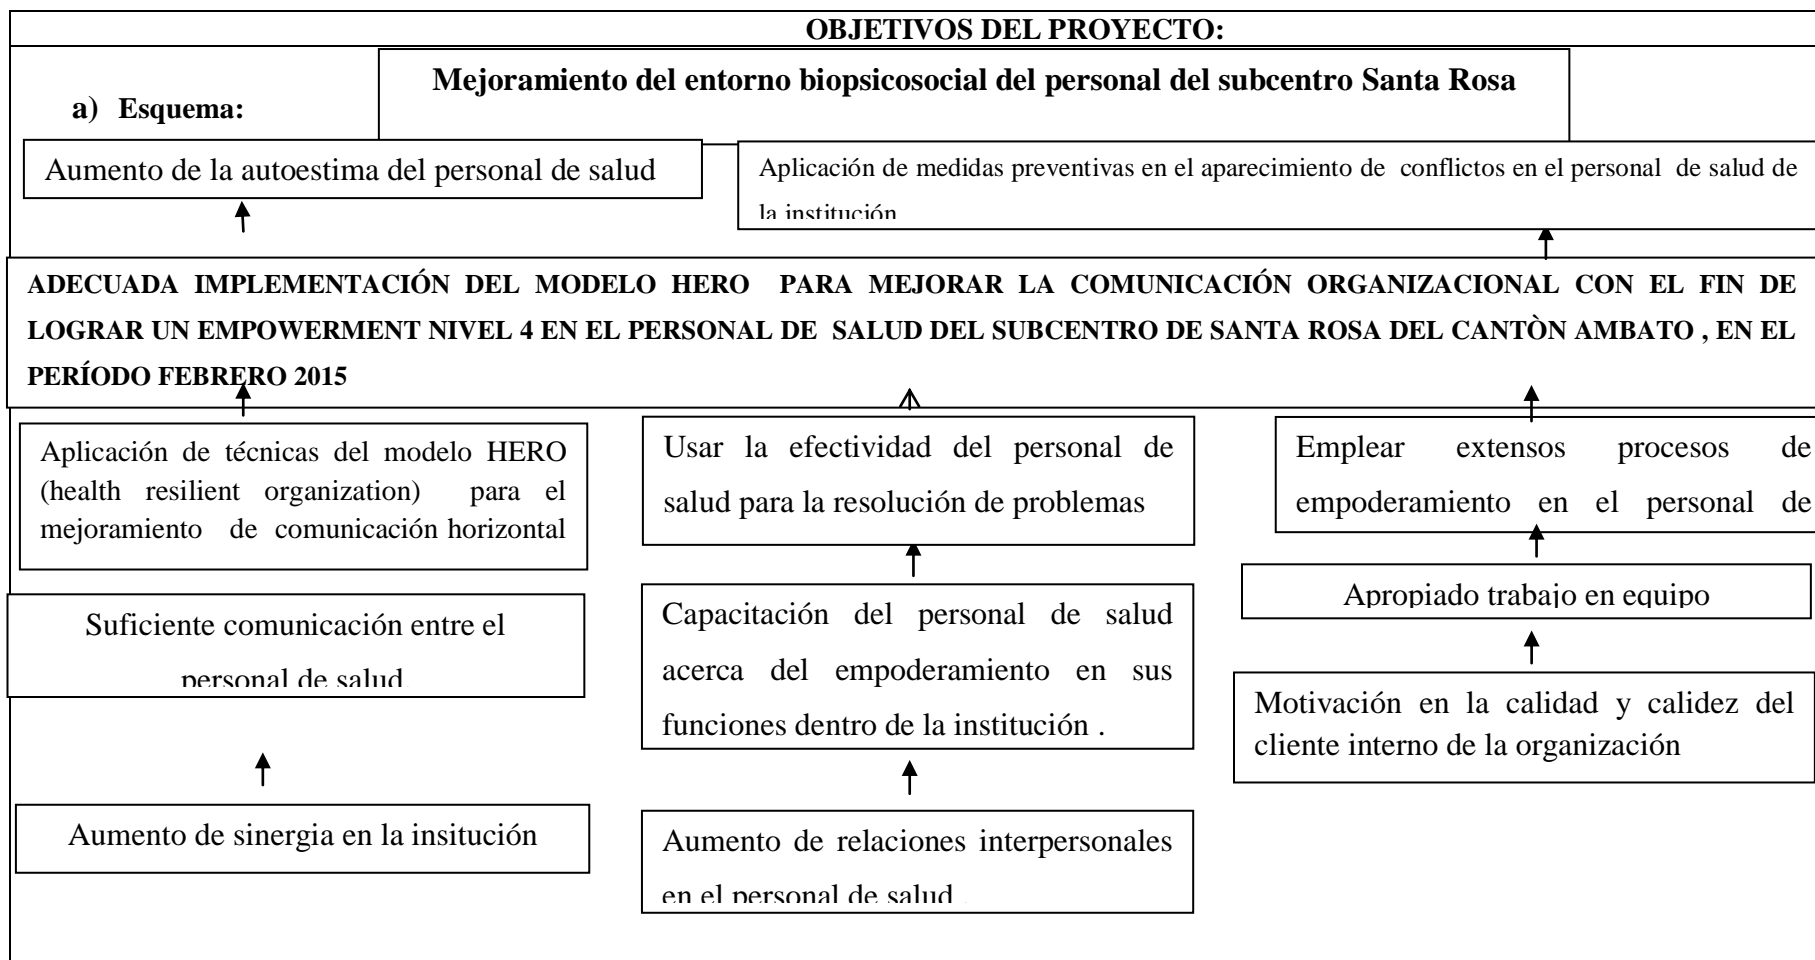 OBJETIVOS DEL PROYECTO:
Mejoramiento del entorno biopsicosocial del personal del subcentro Santa Rosa
a) Esquema:
Aumento de la autoestima del personal de salud
Aplicación de medidas preventivas en el aparecimiento de conflictos en el personal de salud de
la institución
ADECUADA IMPLEMENTACIÓN DEL MODELO HERO PARA MEJORAR LA COMUNICACIÓN ORGANIZACIONAL CON EL FIN DE
LOGRAR UN EMPOWERMENT NIVEL 4 EN EL PERSONAL DE SALUD DEL SUBCENTRO DE SANTA ROSA DEL CANTÒN AMBATO , EN EL
PERÍODO FEBRERO 2015
Aplicación de técnicas del modelo HERO
(health resilient organization) para el
mejoramiento de comunicación horizontal
Usar la efectividad del personal de
salud para la resolución de problemas
Emplear extensos procesos de
empoderamiento en el personal de
Suficiente comunicación entre el
personal de salud
Capacitación del personal de salud
acerca del empoderamiento en sus
funciones dentro de la institución .
Apropiado trabajo en equipo
Motivación en la calidad y calidez del
cliente interno de la organización
Aumento de sinergia en la insitución
Aumento de relaciones interpersonales
en el personal de salud .